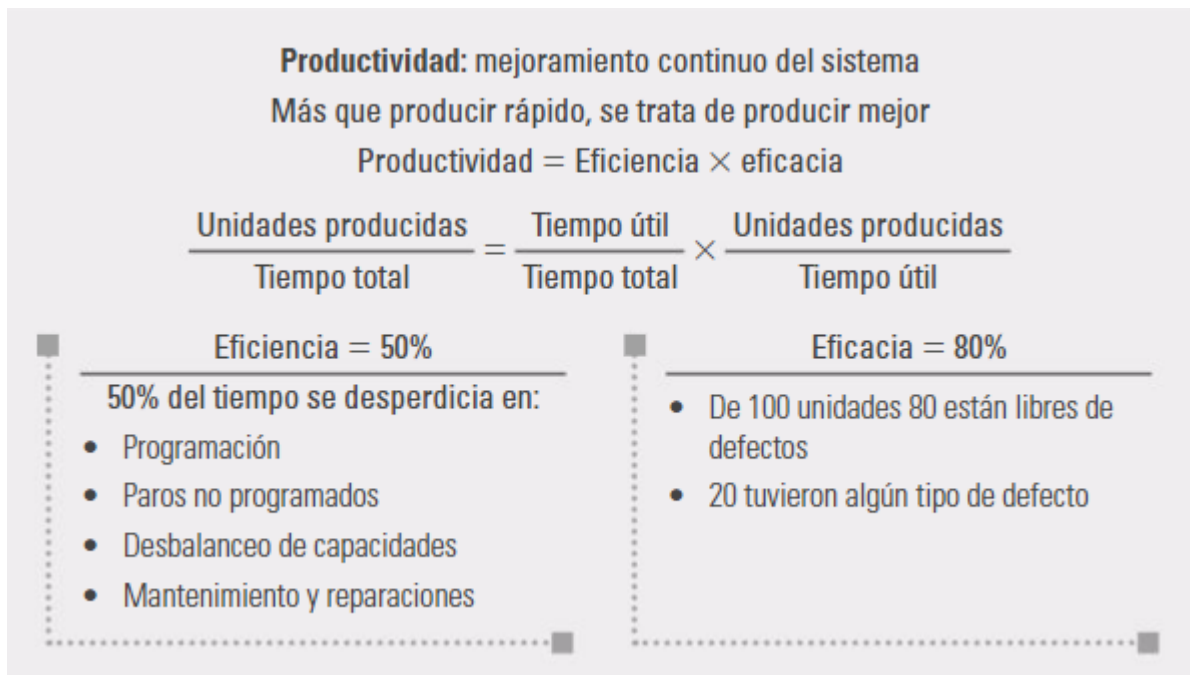 Productividad: mejoramiento continuo del sistema
Más que producir rápido, se trata de producir mejor
Productividad = Eficiencia × eficacia
Unidades producidas / Tiempo total = Tiempo útil / Tiempo total × Unidades producidas / Tiempo útil
Eficiencia = 50%
50% del tiempo se desperdicia en:
• Programación
• Paros no programados
• Desbalanceo de capacidades
• Mantenimiento y reparaciones
Eficacia = 80%
• De 100 unidades 80 están libres de
defectos
• 20 tuvieron algún tipo de defecto